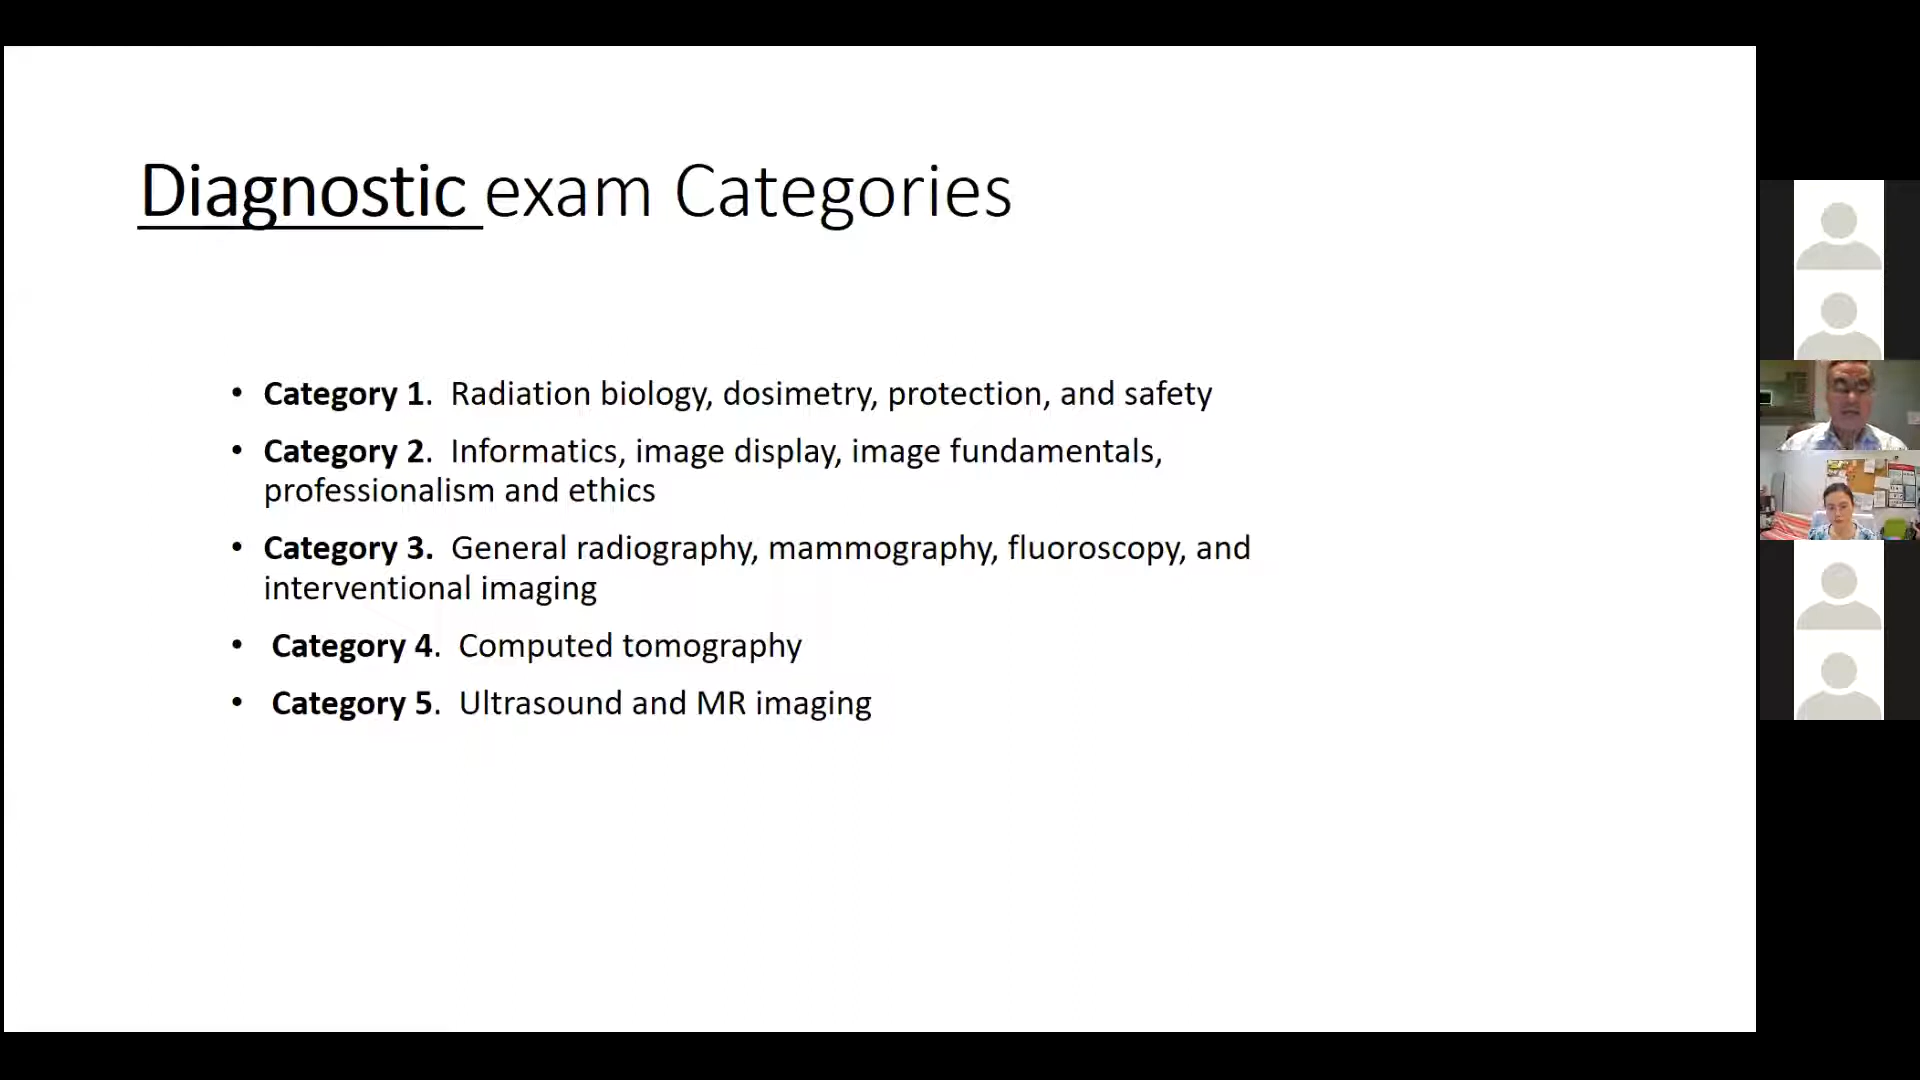 Diagnostic exam Categories
• Category 1.  Radiation biology, dosimetry, protection, and safety
• Category 2.  Informatics, image display, image fundamentals,
professionalism and ethics
• Category 3.  General radiography, mammography, fluoroscopy, and
interventional imaging
• Category 4.  Computed tomography
• Category 5.  Ultrasound and MR imaging